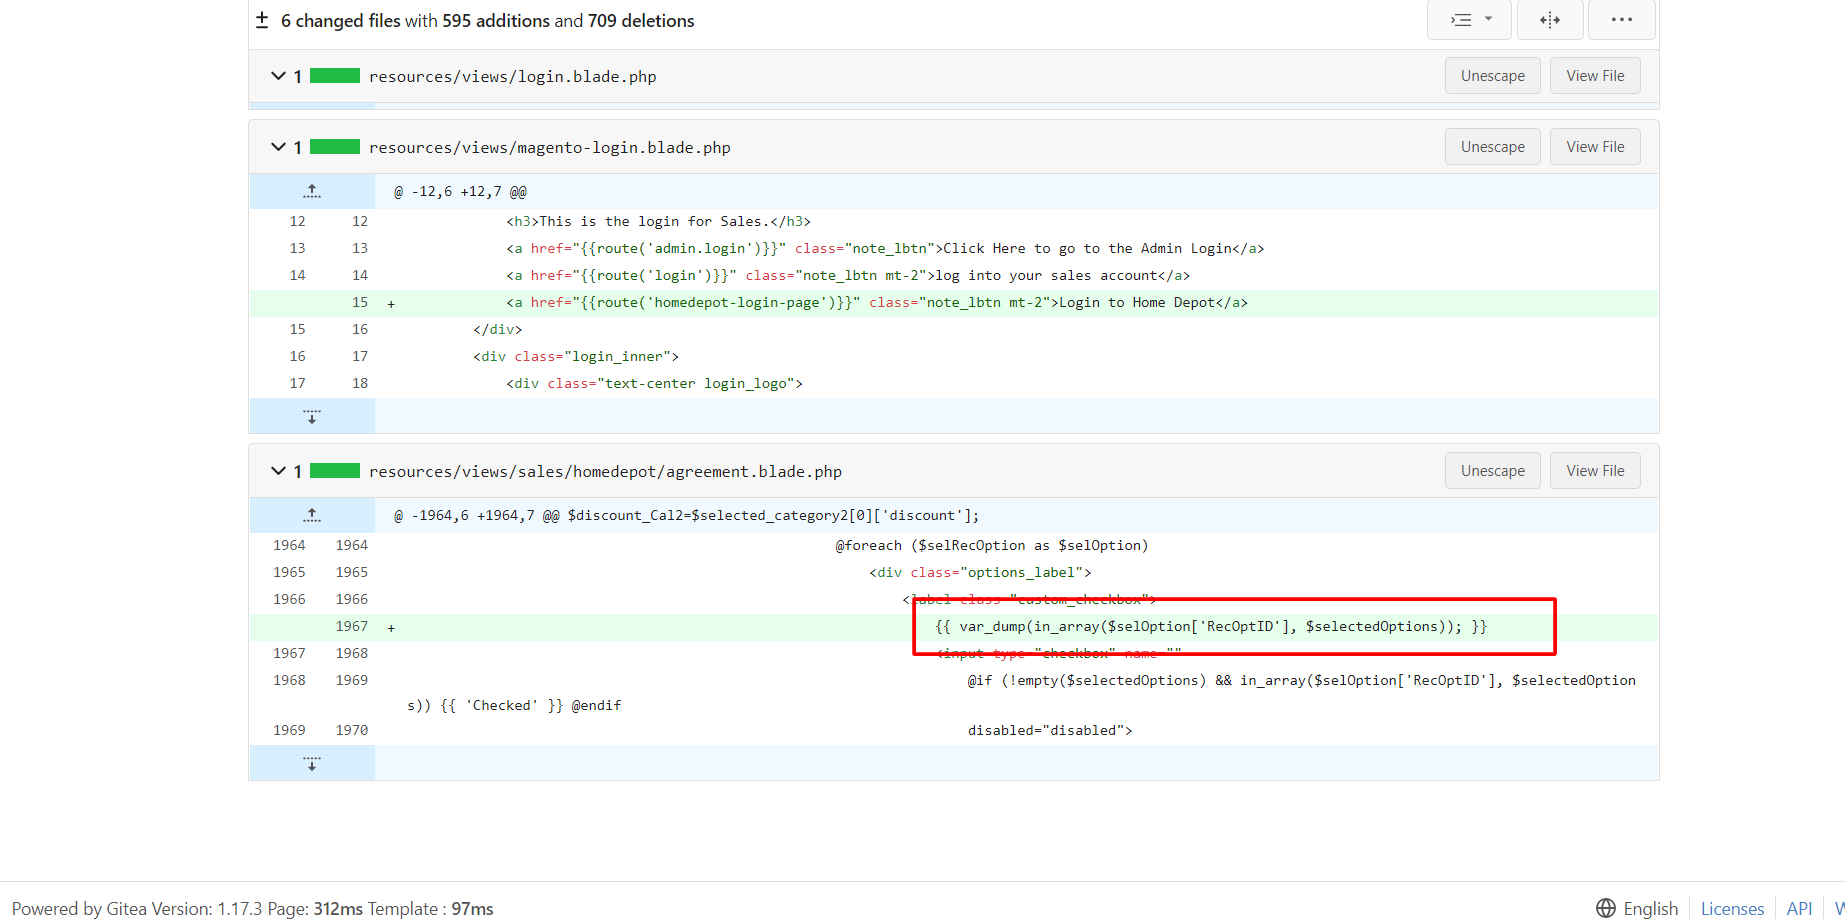 6 changed files with 595 additions and 709 deletions
1 resources/views/login.blade.php Unescape View File
1 resources/views/magento-login.blade.php Unescape View File
@ -12,6 +12,7 @@
12 12 <h3>This is the login for Sales.</h3>
13 13 <a href="{{route('admin.login')}}" class="note_lbtn">Click Here to go to the Admin Login</a>
14 14 <a href="{{route('login')}}" class="note_lbtn mt-2">log into your sales account</a>
15 + <a href="{{route('homedepot-login-page')}}" class="note_lbtn mt-2">Login to Home Depot</a>
15 16 </div>
16 17 <div class="login_inner">
17 18 <div class="text-center login_logo">
1 resources/views/sales/homedepot/agreement.blade.php Unescape View File
@ -1964,6 +1964,7 @@ $discount_Cal2=$selected_category2[0]['discount'];
1964 1964 @foreach ($selRecOption as $selOption)
1965 1965 <div class="options_label">
1966 1966 <label class="custom_checkbox">
1967 + {{ var_dump(in_array($selOption['RecOptID'], $selectedOptions)); }}
1967 1968 <input type="checkbox" name=""
1968 1969 @if (!empty($selectedOptions) && in_array($selOption['RecOptID'], $selectedOption
s)) {{ 'Checked' }} @endif
1969 1970 disabled="disabled">
Powered by Gitea Version: 1.17.3 Page: 312ms Template : 97ms English Licenses API